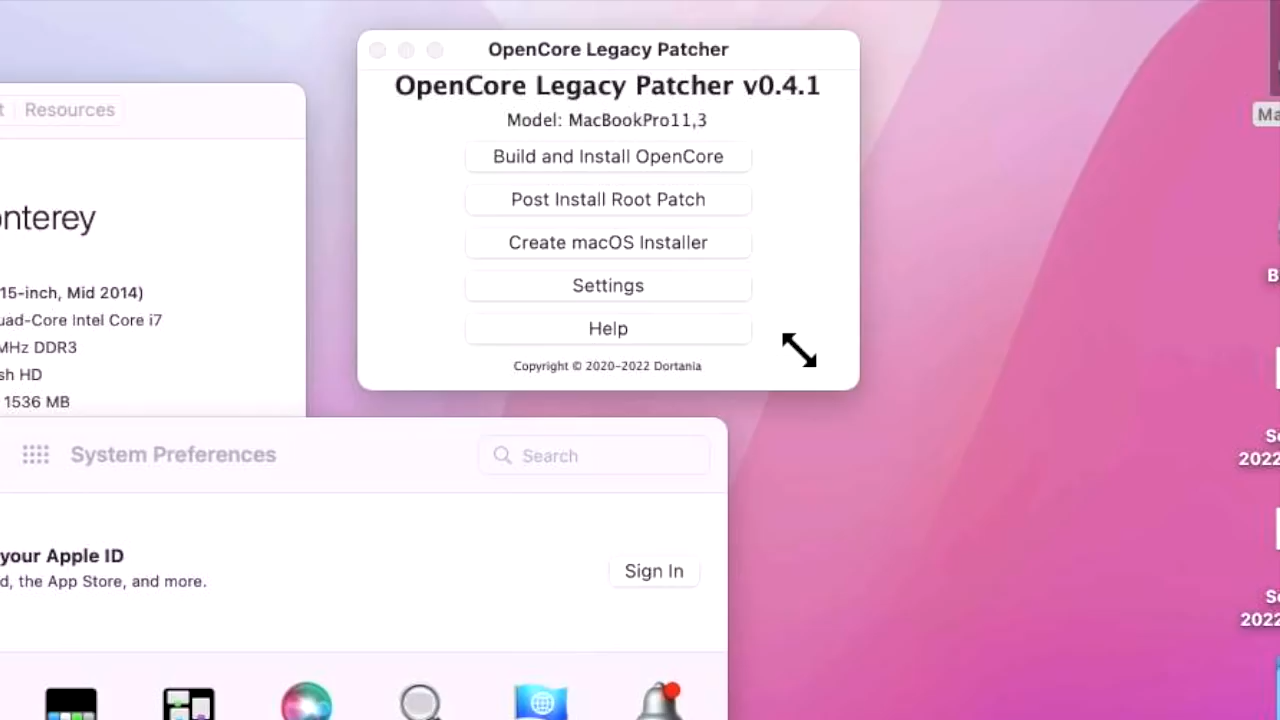 OpenCore Legacy Patcher
OpenCore Legacy Patcher v0.4.1
Model: MacBookPro11,3
Build and Install OpenCore
Post Install Root Patch
Create macOS Installer
Settings
Help
Copyright © 2020-2022 Dortania
Resources
nterey
15-inch, Mid 2014)
uad-Core Intel Core i7
MHz DDR3
sh HD
1536 MB
System Preferences
Search
your Apple ID
d, the App Store, and more.
Sign In
Ma
B
Sc
2022
Sc
2022